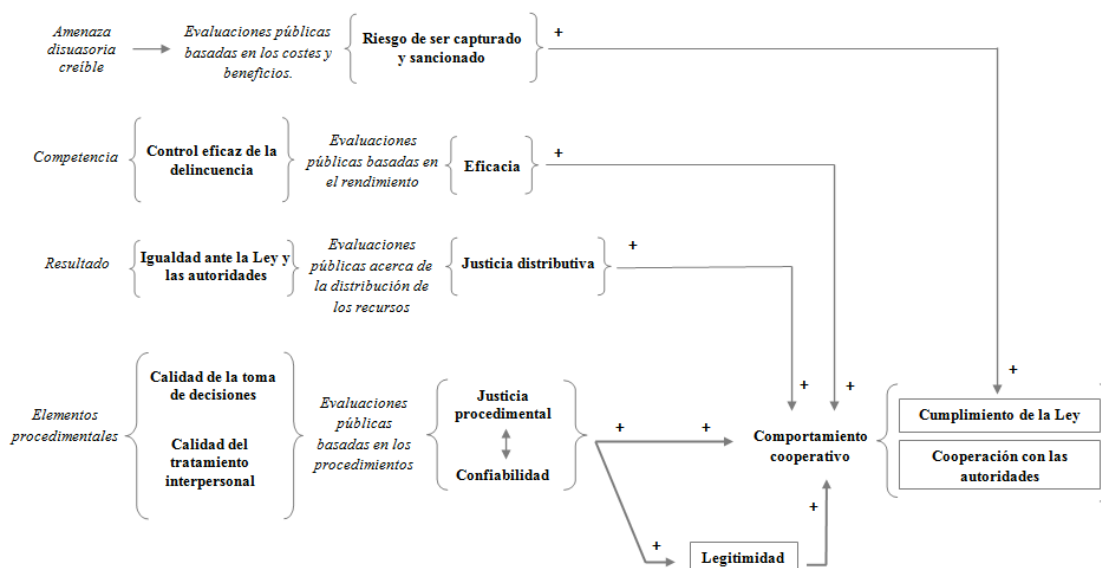 Amenaza
disuasoria
creíble
Evaluaciones públicas
basadas en los costes y
beneficios.
Riesgo de ser capturado
y sancionado
+
+
Competencia
Control eficaz de la
delincuencia
Evaluaciones
públicas basadas en
el rendimiento
Eficacia
+
+
Resultado
Igualdad ante la Ley y
las autoridades
Evaluaciones
públicas acerca de
la distribución de
los recursos
Justicia distributiva
+
+
Elementos
procedimentales
Calidad de la toma
de decisiones
Calidad del
tratamiento
interpersonal
Evaluaciones
públicas
basadas en los
procedimientos
Justicia
procedimental
Confiabilidad
+
+
Comportamiento
cooperativo
Cumplimiento de la Ley
Cooperación con las
autoridades
+
Legitimidad
+